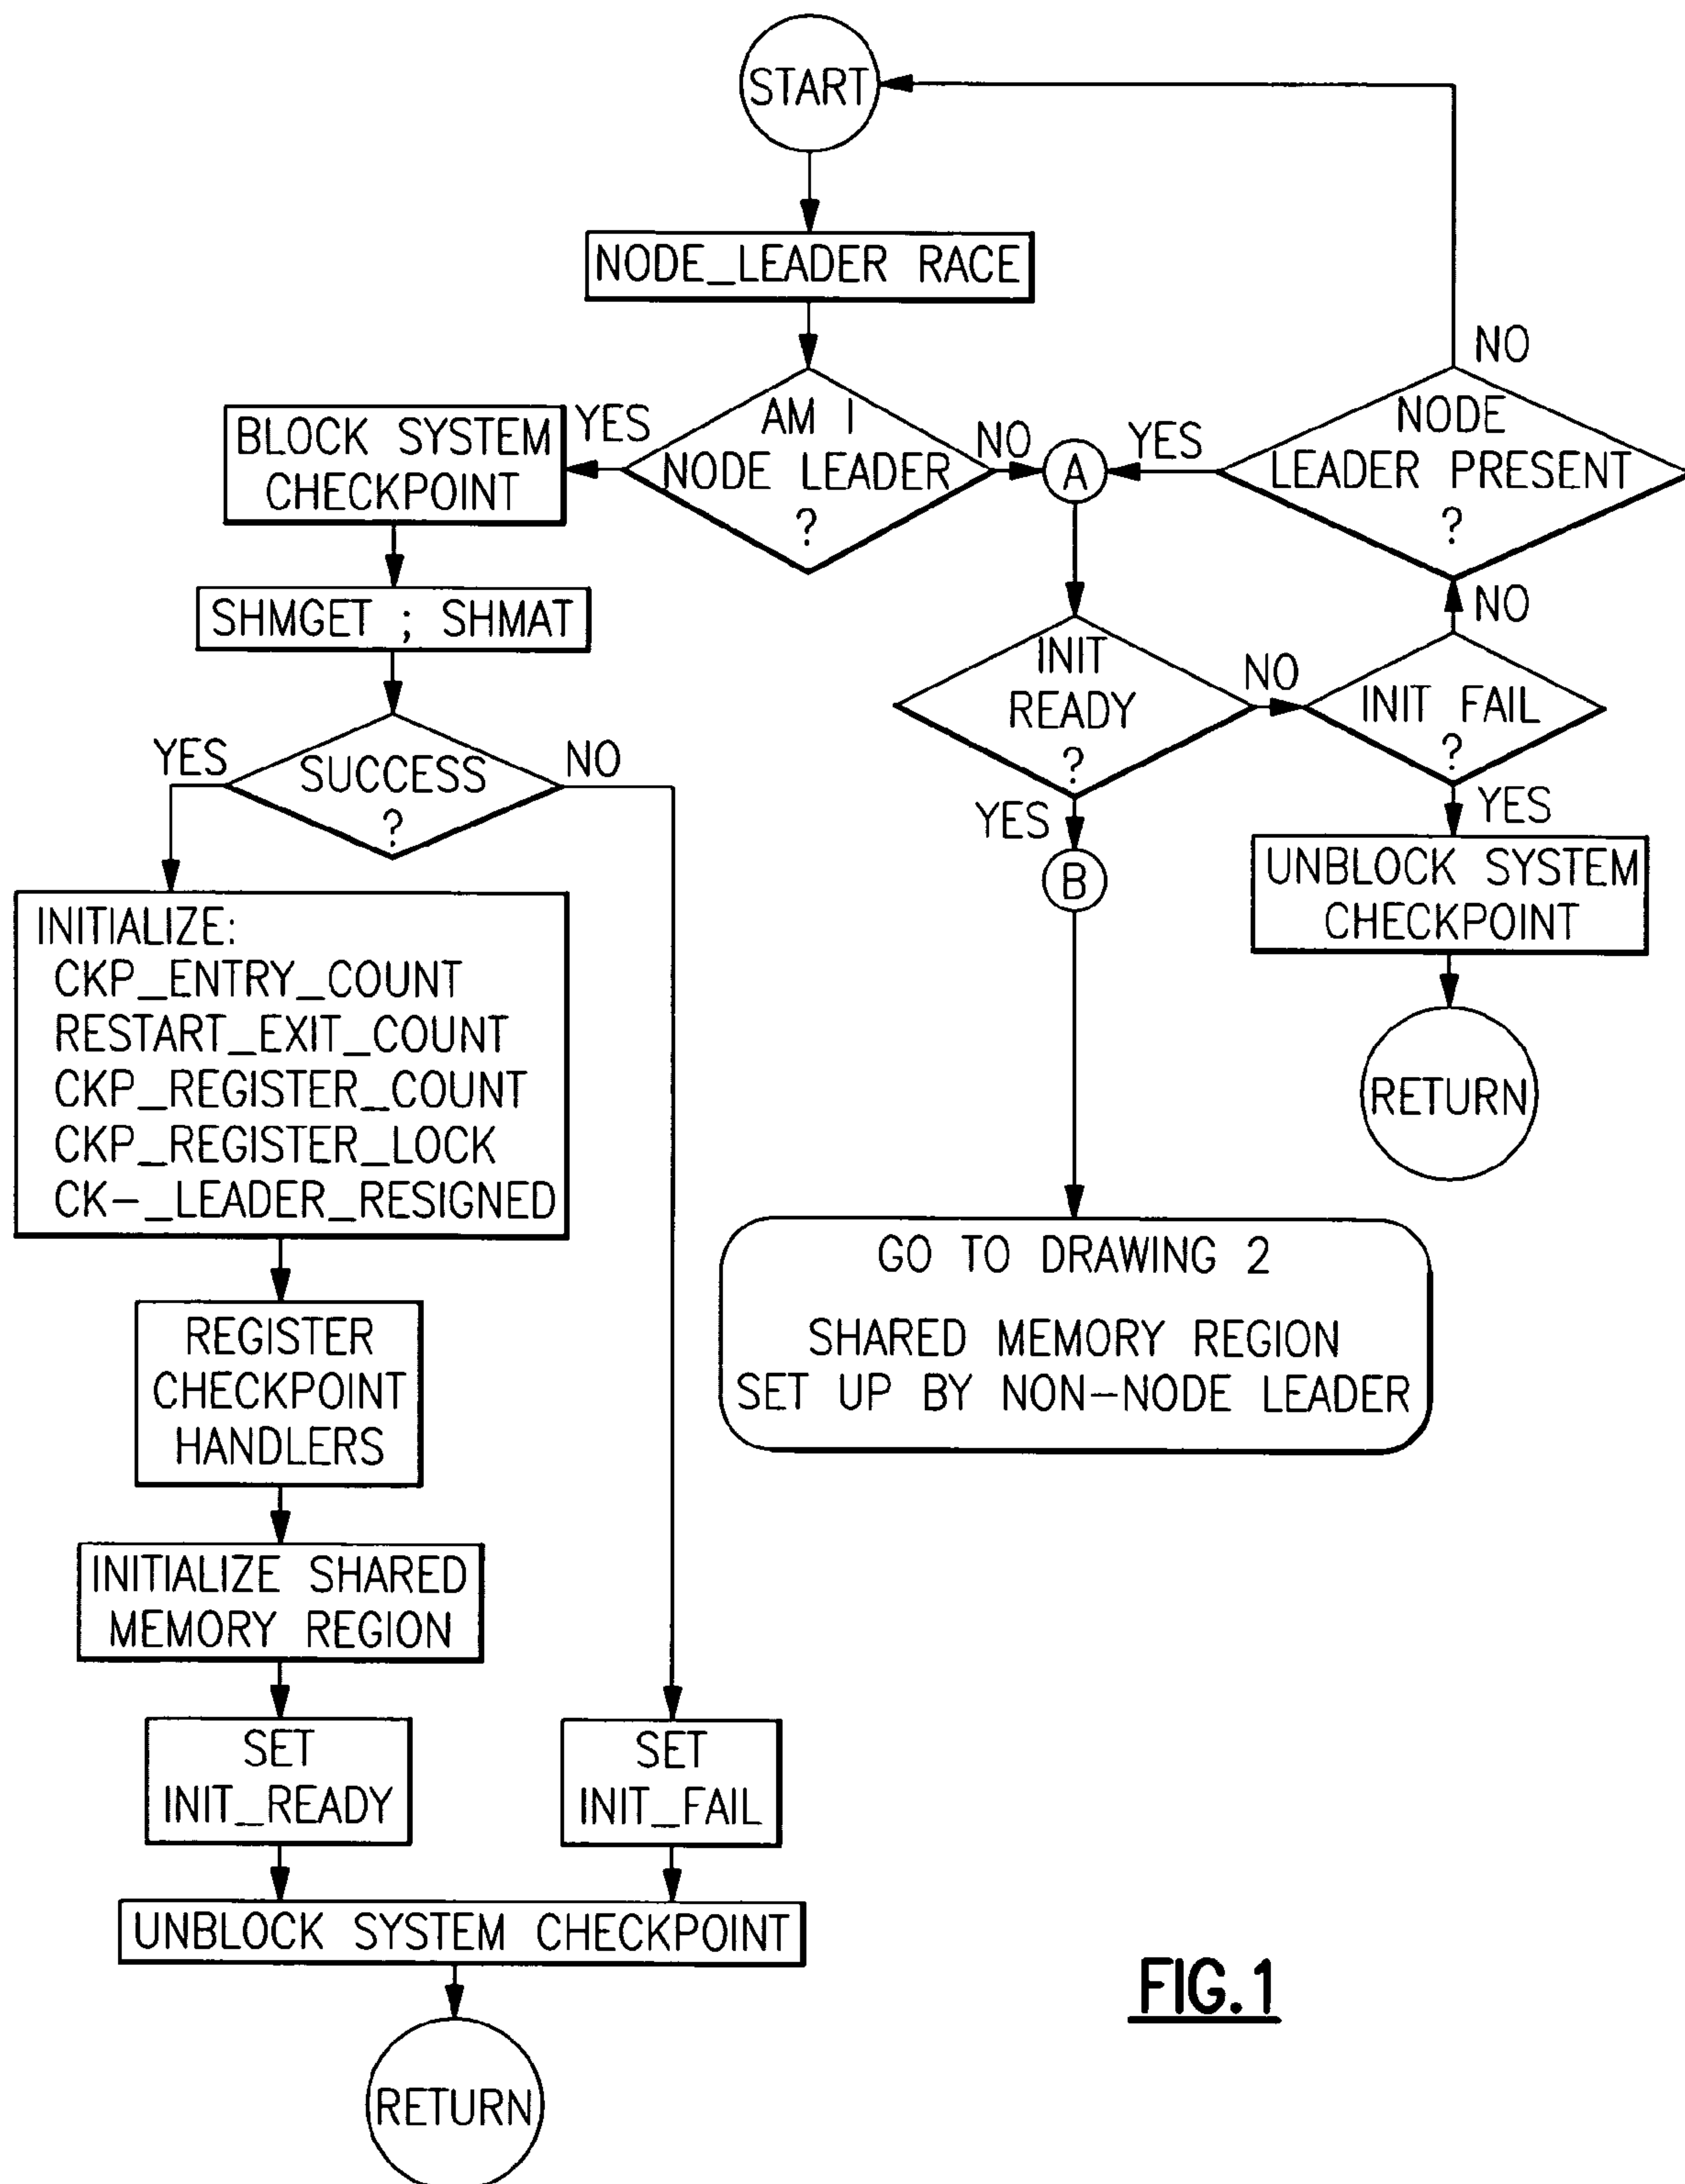 START
NODE_LEADER RACE
NO
AM I
NODE LEADER
?
YES
NO
BLOCK SYSTEM
CHECKPOINT
A
YES
NODE
LEADER PRESENT
?
SHMGET ; SHMAT
NO
INIT
READY
?
NO
INIT FAIL
?
YES
SUCCESS
?
NO
YES
YES
B
UNBLOCK SYSTEM
CHECKPOINT
RETURN
INITIALIZE:
CKP_ENTRY_COUNT
RESTART_EXIT_COUNT
CKP_REGISTER_COUNT
CKP_REGISTER_LOCK
CK-_LEADER_RESIGNED
GO TO DRAWING 2
SHARED MEMORY REGION
SET UP BY NON-NODE LEADER
REGISTER
CHECKPOINT
HANDLERS
INITIALIZE SHARED
MEMORY REGION
SET
INIT_READY
SET
INIT_FAIL
UNBLOCK SYSTEM CHECKPOINT
RETURN
FIG.1